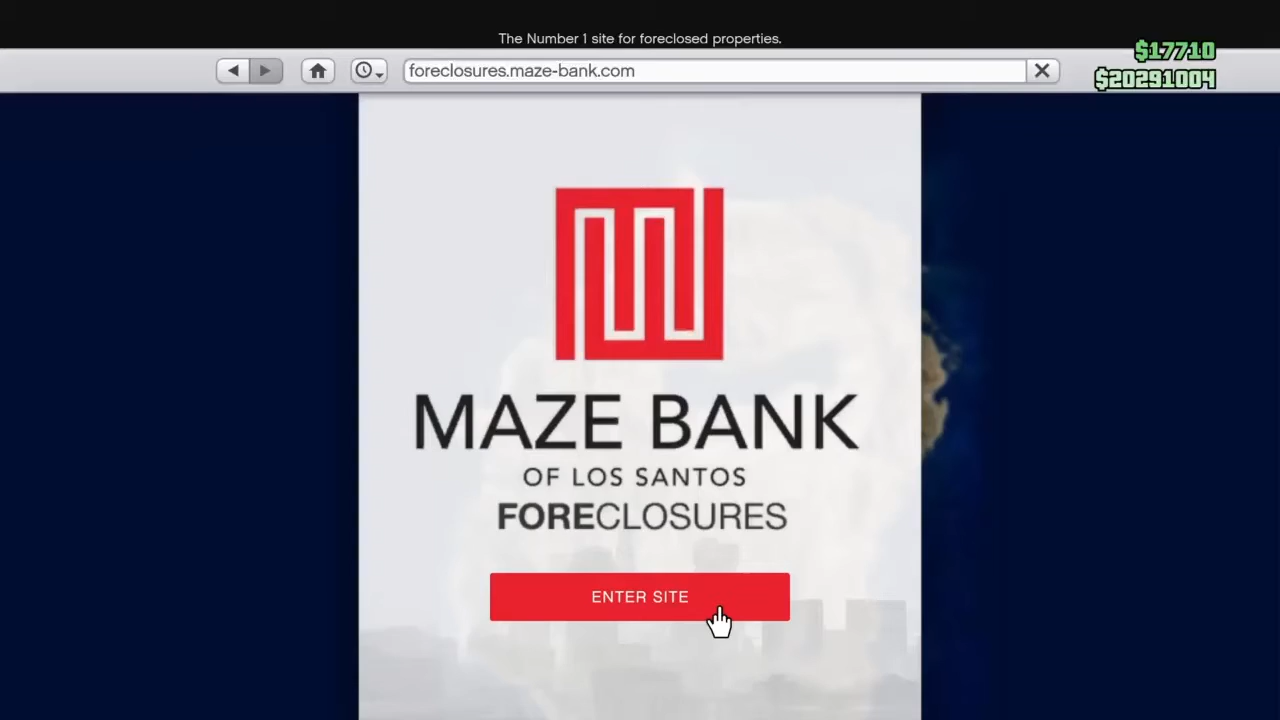 The Number 1 site for foreclosed properties.
$17710
foreclosures.maze-bank.com
$20291004
MAZE BANK
OF LOS SANTOS
FORECLOSURES
ENTER SITE